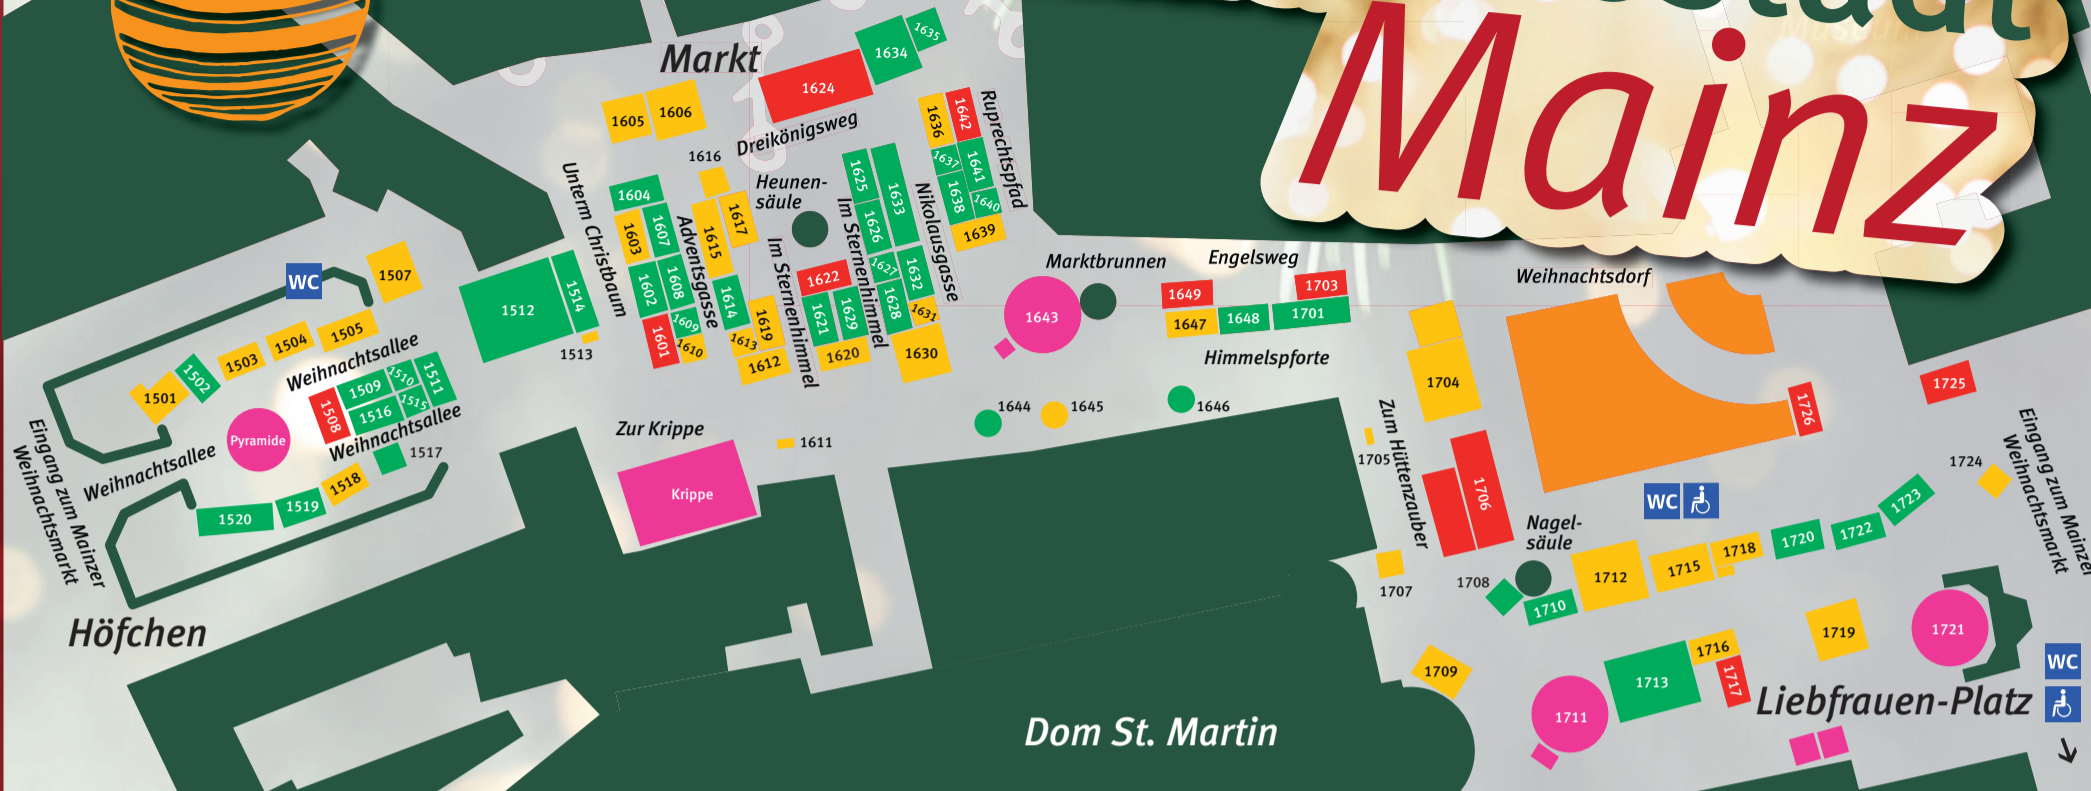 stadt
Mainz
Markt
1635
1634
1624
Dreikönigsweg
1605
1606
1616
1636
1642
Ruprechtspfad
1637
1641
1638
1640
1639
Heunen-
säule
1625
1633
1626
1627
1632
1628
1631
1630
Nikolausgasse
Im Sternenhimmel
1622
1621
1629
1620
Im Sternenhimmel
Unterm Christbaum
1604
1603
1607
1602
1608
1601
1609
1610
Adventsgasse
1617
1615
1614
1619
1613
1612
WC
1507
1512
1514
1513
1505
1504
1503
1502
1501
Weihnachtsallee
1508
1509
1510
1511
1516
1515
Weihnachtsallee
1517
Pyramide
Weihnachtsallee
1518
1519
1520
Eingang zum Mainzer
Weihnachtsmarkt
Höfchen
Zur Krippe
1611
Krippe
Marktbrunnen
1643
Engelsweg
1649
1703
1647
1648
1701
Himmelspforte
1644
1645
1646
Weihnachtsdorf
1704
1726
1725
1705
Zum Hüttenzauber
1706
WC
1724
Eingang zum Mainzer
Weihnachtsmarkt
Nagel-
säule
1723
1722
1720
1718
1715
1712
1707
1708
1710
1709
1719
1721
1716
1713
1717
1711
WC
Liebfrauen-Platz
Dom St. Martin